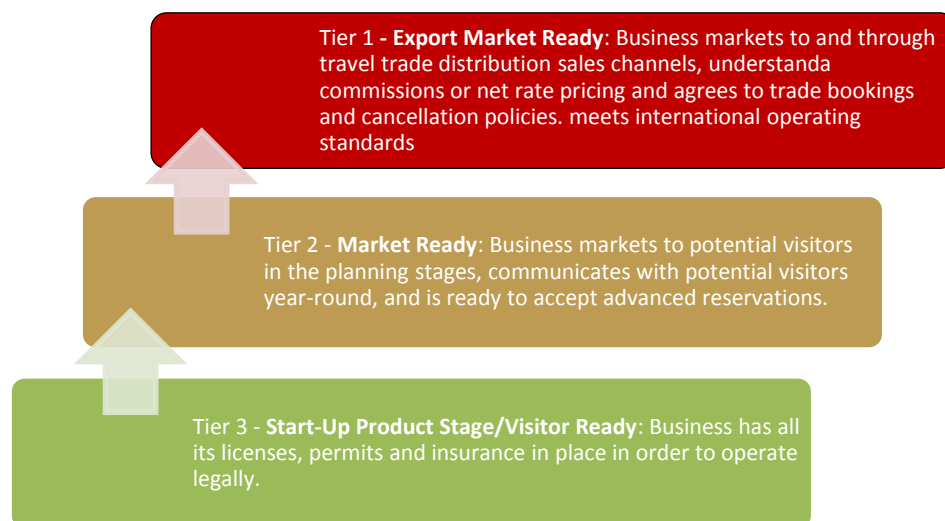 Tier 1 - Export Market Ready: Business markets to and through
travel trade distribution sales channels, understanda
commissions or net rate pricing and agrees to trade bookings
and cancellation policies. meets international operating
standards
Tier 2 - Market Ready: Business markets to potential visitors
in the planning stages, communicates with potential visitors
year-round, and is ready to accept advanced reservations.
Tier 3 - Start-Up Product Stage/Visitor Ready: Business has all
its licenses, permits and insurance in place in order to operate
legally.